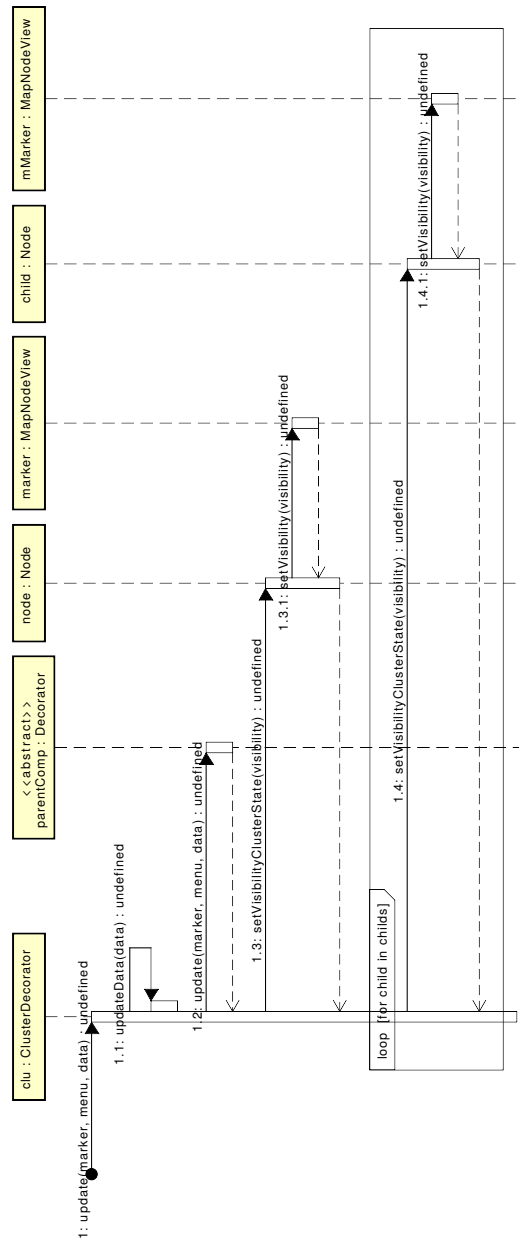 clu : ClusterDecorator
< <abstract> >
parentComp : Decorator
node : Node
marker : MapNodeView
child : Node
mMarker : MapNodeView
1: update(marker, menu, data) : undefined
1.1: updateData(data) : undefined
1.2: update(marker, menu, data) : undefined
1.3: setVisibilityClusterState(visibility) : undefined
1.3.1: setVisibility(visibility) : undefined
loop [for child in childs]
1.4: setVisibilityClusterState(visibility) : undefined
1.4.1: setVisibility(visibility) : undefined